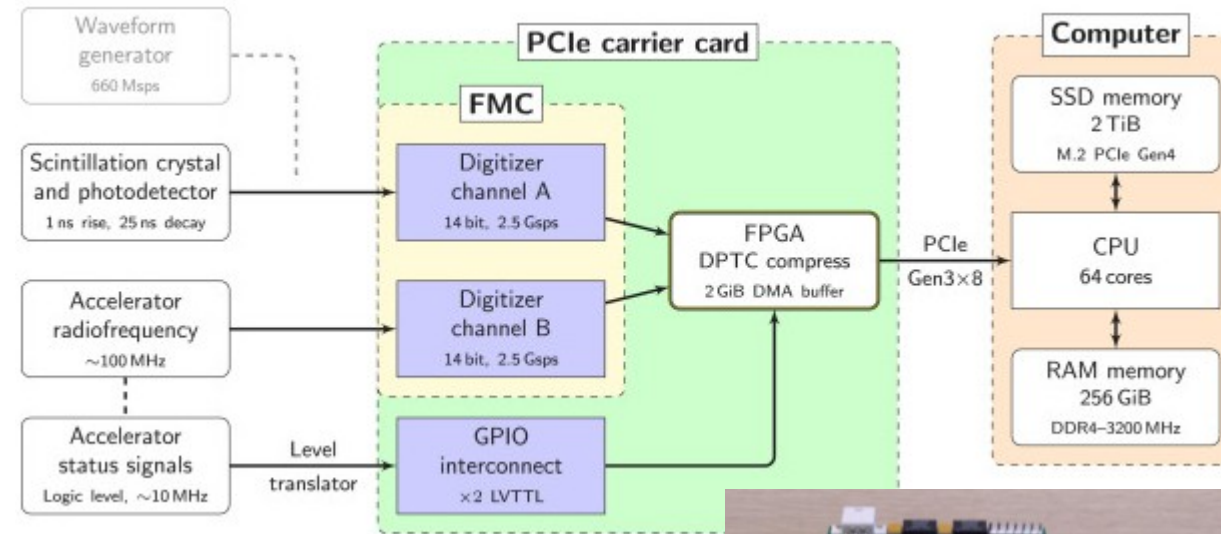 Waveform
generator
660 Msps
Scintillation crystal
and photodetector
1 ns rise, 25 ns decay
Accelerator
radiofrequency
~100 MHz
Accelerator
status signals
Logic level, ~10 MHz
Level
translator
PCIe carrier card
FMC
Digitizer
channel A
14 bit, 2.5 Gsps
Digitizer
channel B
14 bit, 2.5 Gsps
GPIO
interconnect
×2 LVTTL
FPGA
DPTC compress
2 GiB DMA buffer
PCIe
Gen3×8
Computer
SSD memory
2 TiB
M.2 PCIe Gen4
CPU
64 cores
RAM memory
256 GiB
DDR4–3200 MHz